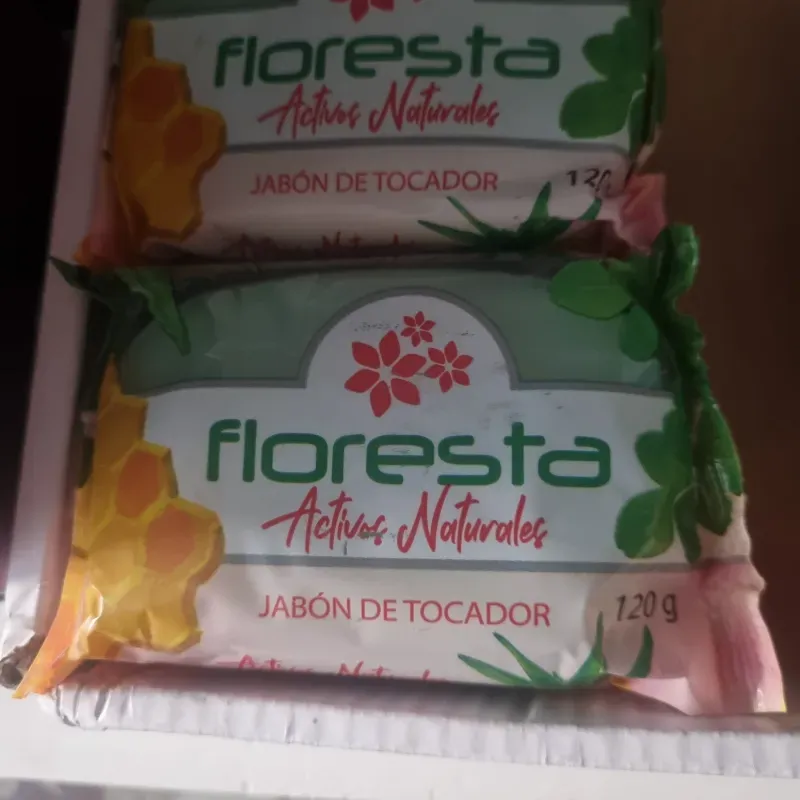 floresta
Activos Naturales
JABÓN DE TOCADOR
floresta
Activos Naturales
JABÓN DE TOCADOR 120 g